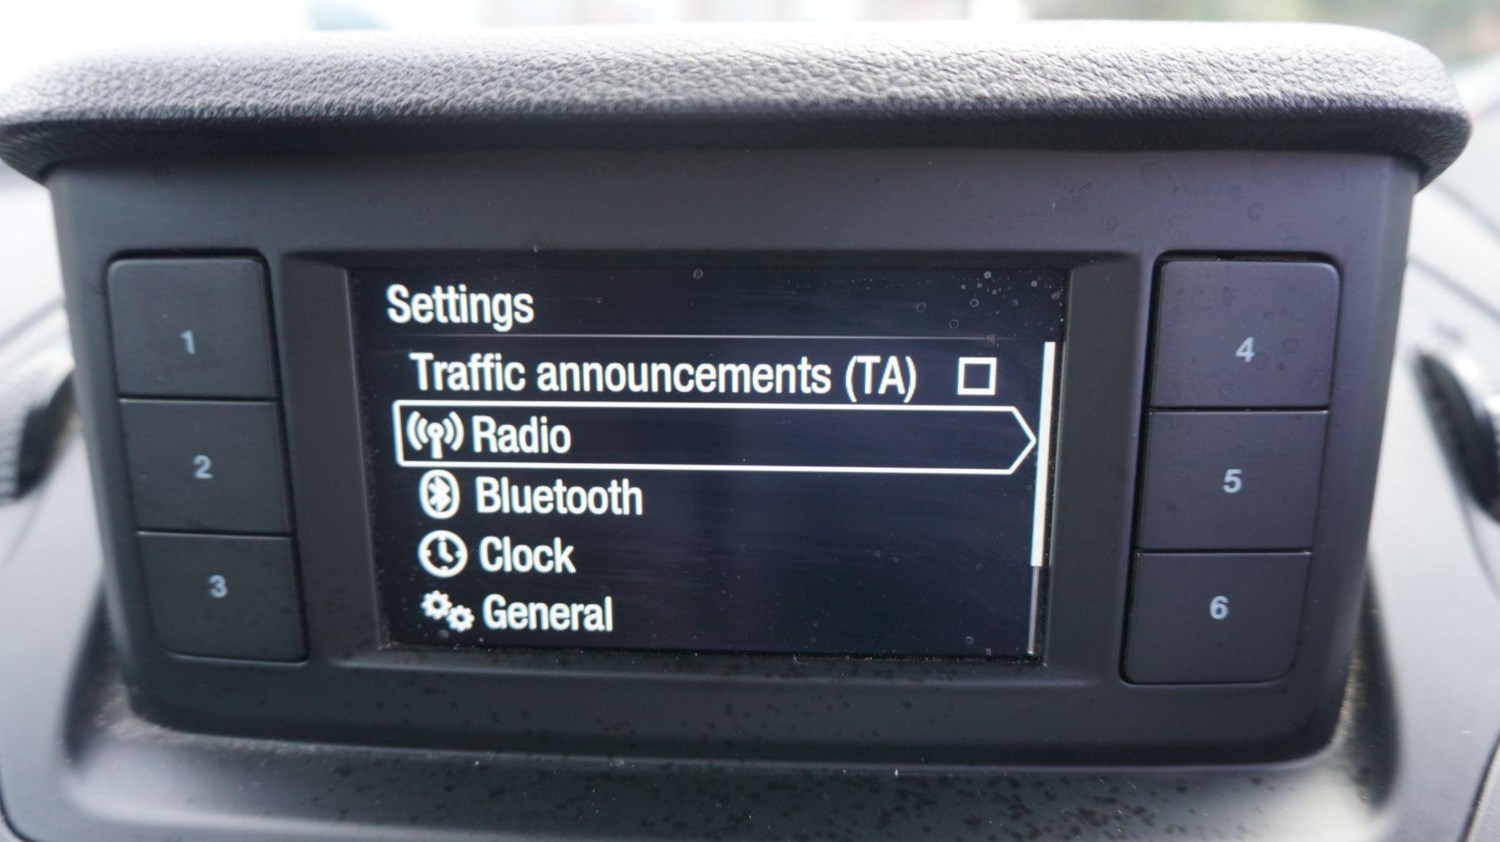 Settings
Traffic announcements (TA)
Radio
Bluetooth
Clock
General
1
2
3
4
5
6